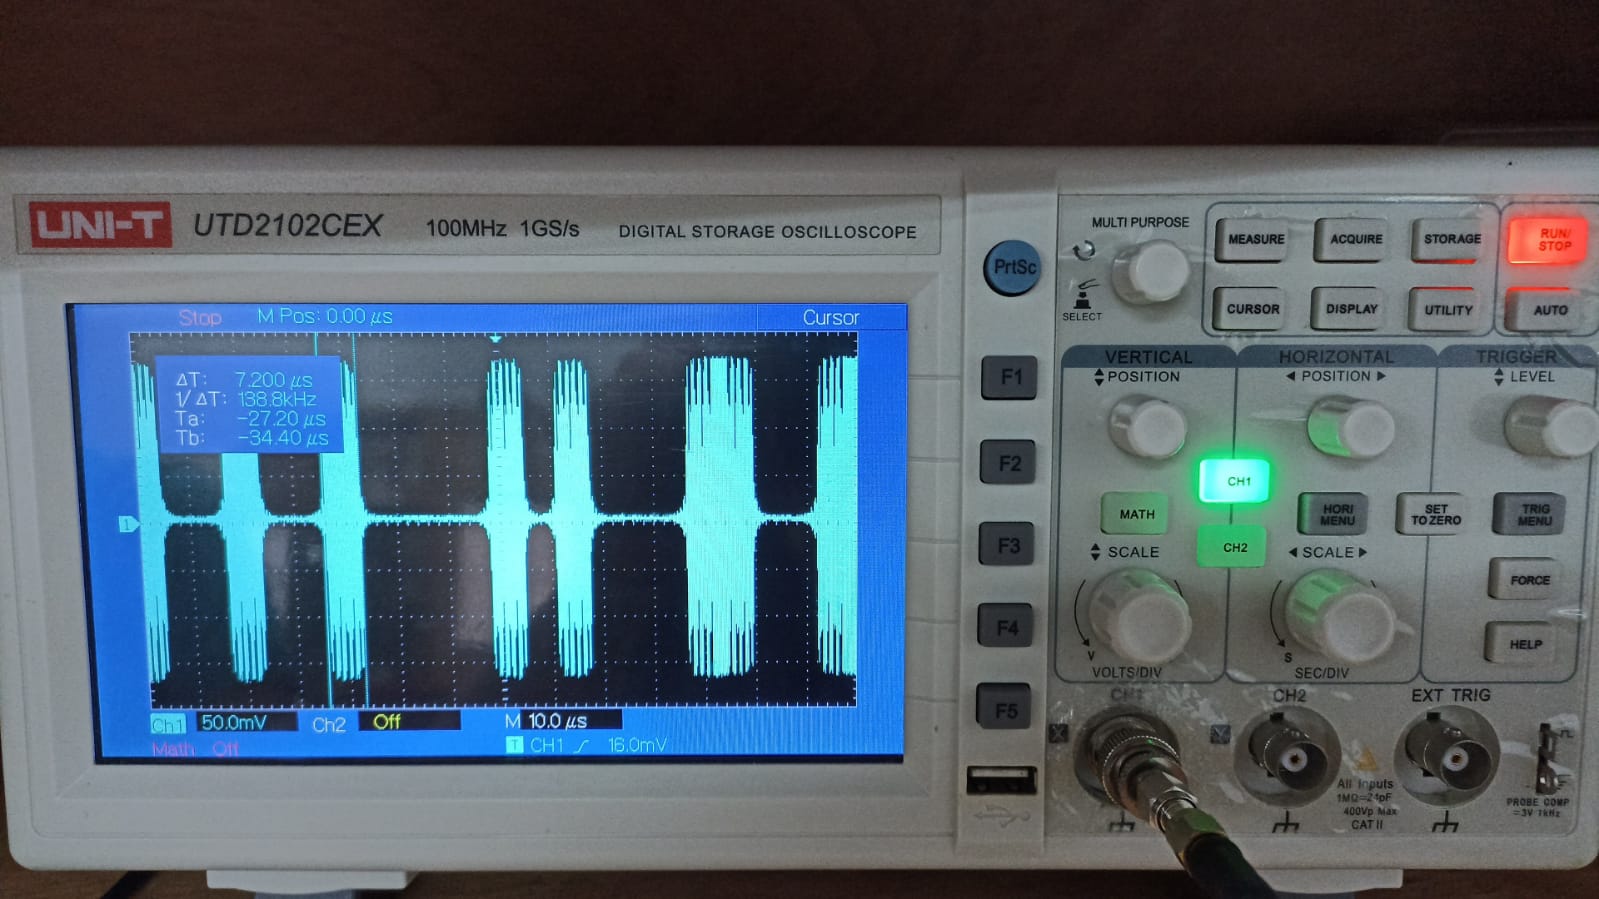 UNI-T UTD2102CEX 100MHz 1GS/s DIGITAL STORAGE OSCILLOSCOPE
Stop M Pos: 0.00 μs Cursor
ΔT: 7.200 μs
1/ΔT: 138.8kHz
Ta: -27.20 μs
Tb: -34.40 μs
1
Ch1 50.0mV Ch2 Off M 10.0 μs
Math Off T CH1 16.0mV
PrtSc
F1
F2
F3
F4
F5
MULTI PURPOSE
SELECT
MEASURE ACQUIRE STORAGE RUN/
STOP
CURSOR DISPLAY UTILITY AUTO
VERTICAL HORIZONTAL TRIGGER
POSITION POSITION LEVEL
CH1
MATH HORI
MENU SET
TO ZERO TRIG
MENU
CH2
SCALE SCALE
FORCE
HELP
V S
VOLTS/DIV SEC/DIV
CH1 CH2 EXT TRIG
X Y
All Inputs
1MΩ=24pF
400Vp Max
CAT II
PROBE COMP
≈3V 1kHz